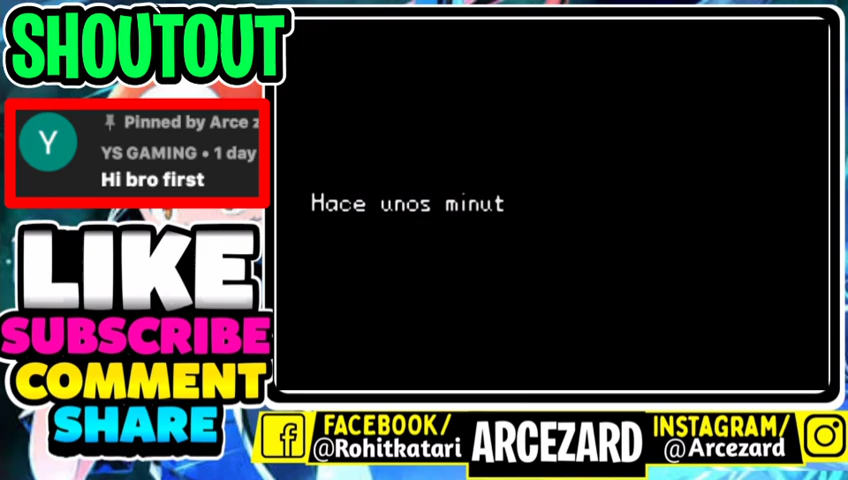 SHOUTOUT
Y
Pinned by Arce z
YS GAMING • 1 day
Hi bro first
Hace unos minut
LIKE
SUBSCRIBE
COMMENT
SHARE
f
FACEBOOK/
@Rohitkatari
ARCEZARD
INSTAGRAM/
@Arcezard